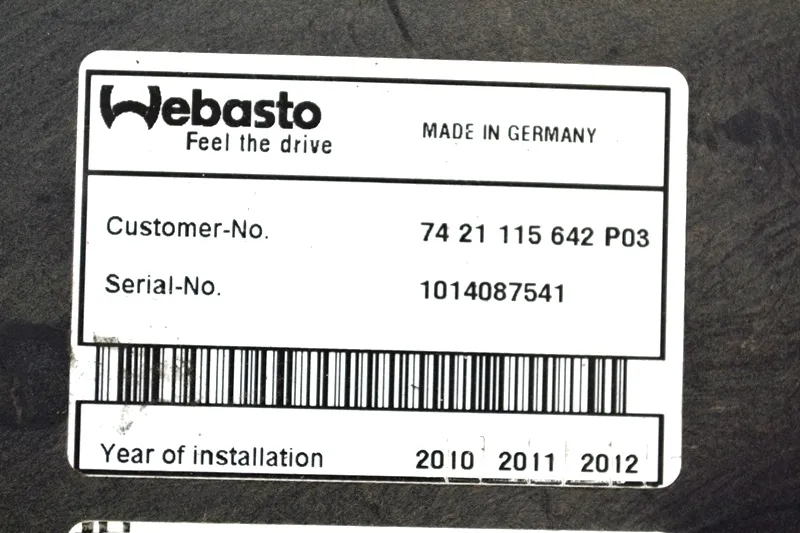 Webasto
Feel the drive
MADE IN GERMANY
Customer-No. 74 21 115 642 P03
Serial-No. 1014087541
Year of installation 2010 2011 2012